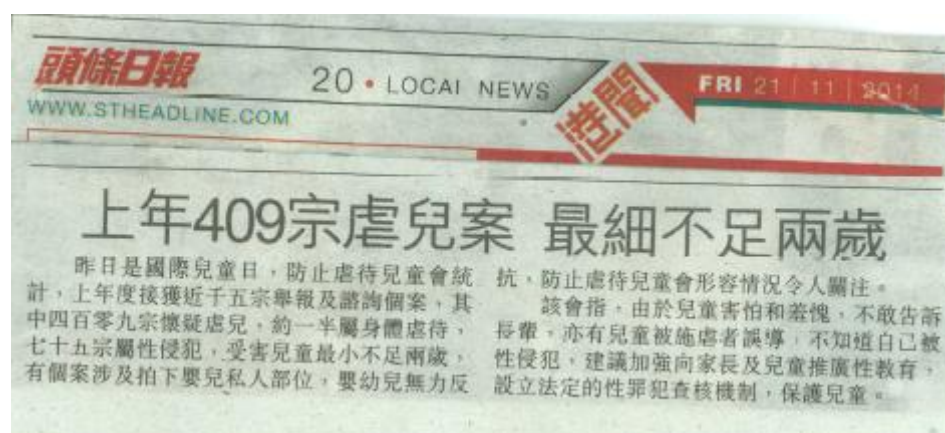 頭條日報
20 • LOCAL NEWS
港聞
FRI 21 | 11 | 2014
WWW.STHEADLINE.COM
上年409宗虐兒案 最細不足兩歲
昨日是國際兒童日，防止虐待兒童會統
計，上年度接獲近千五宗舉報及諮詢個案，其
中四百零九宗懷疑虐兒，約一半屬身體虐待，
七十五宗屬性侵犯，受害兒童最小不足兩歲，
有個案涉及拍下嬰兒私人部位，嬰幼兒無力反
抗，防止虐待兒童會形容情況令人關注。
該會指，由於兒童害怕和羞愧，不敢告訴
長輩，亦有兒童被施虐者誤導，不知道自己被
性侵犯，建議加強向家長及兒童推廣性教育，
設立法定的性罪犯查核機制，保護兒童。